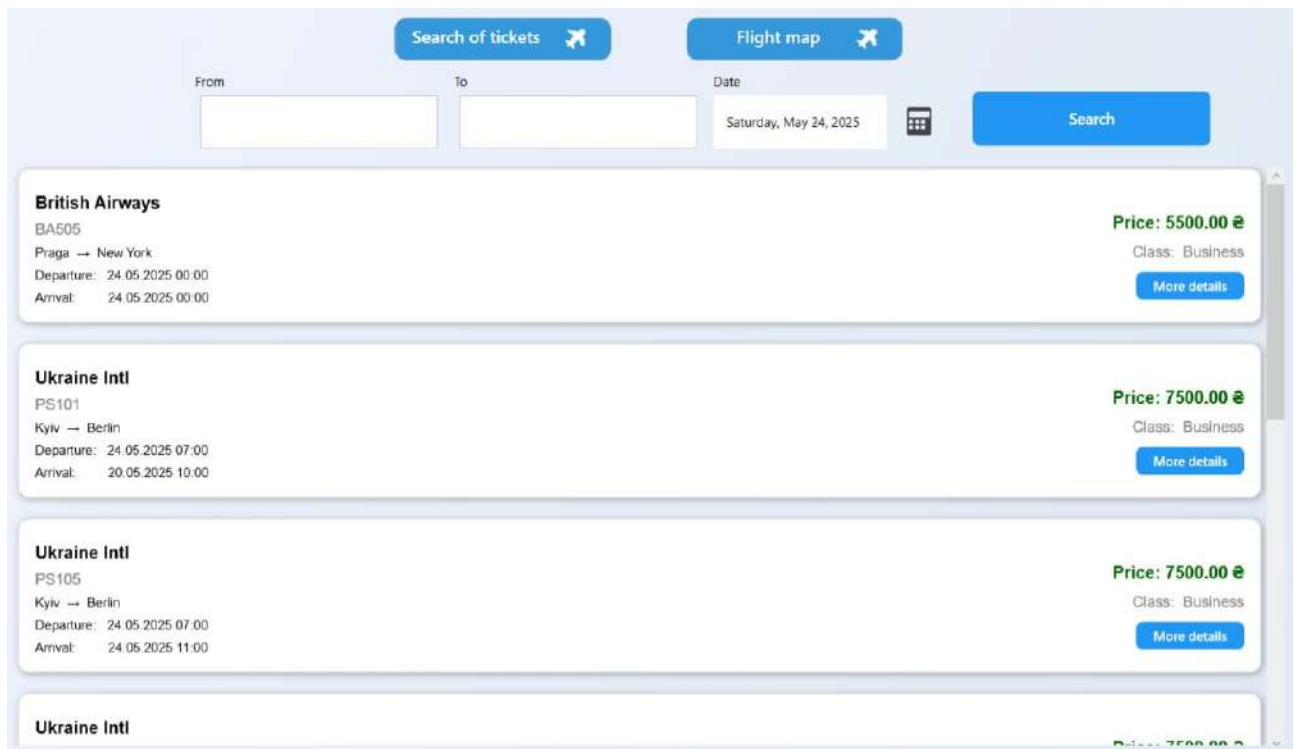 Search of tickets
Flight map
From
To
Date
Saturday, May 24, 2025
Search
British Airways
BA505
Praga → New York
Departure: 24.05.2025 00:00
Arrival: 24.05.2025 00:00
Price: 5500.00 ₴
Class: Business
More details
Ukraine Intl
PS101
Kyiv → Berlin
Departure: 24.05.2025 07:00
Arrival: 20.05.2025 10:00
Price: 7500.00 ₴
Class: Business
More details
Ukraine Intl
PS105
Kyiv → Berlin
Departure: 24.05.2025 07:00
Arrival: 24.05.2025 11:00
Price: 7500.00 ₴
Class: Business
More details
Ukraine Intl